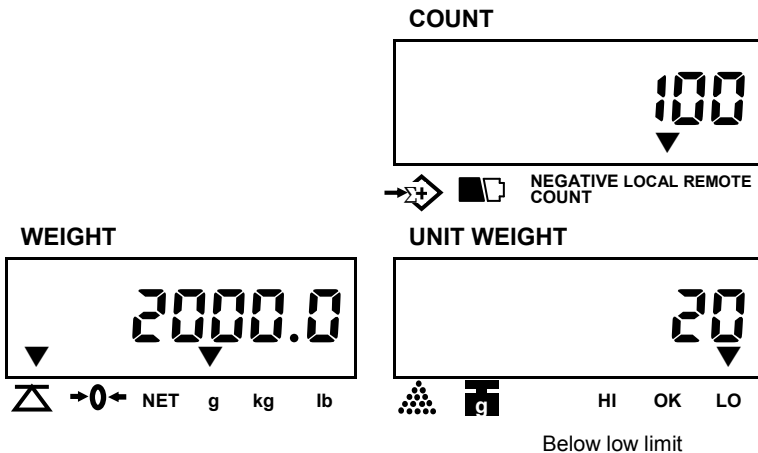 COUNT
100
NEGATIVE LOCAL REMOTE
COUNT
WEIGHT
2000.0
0 NET g kg lb
UNIT WEIGHT
20
g HI OK LO
Below low limit